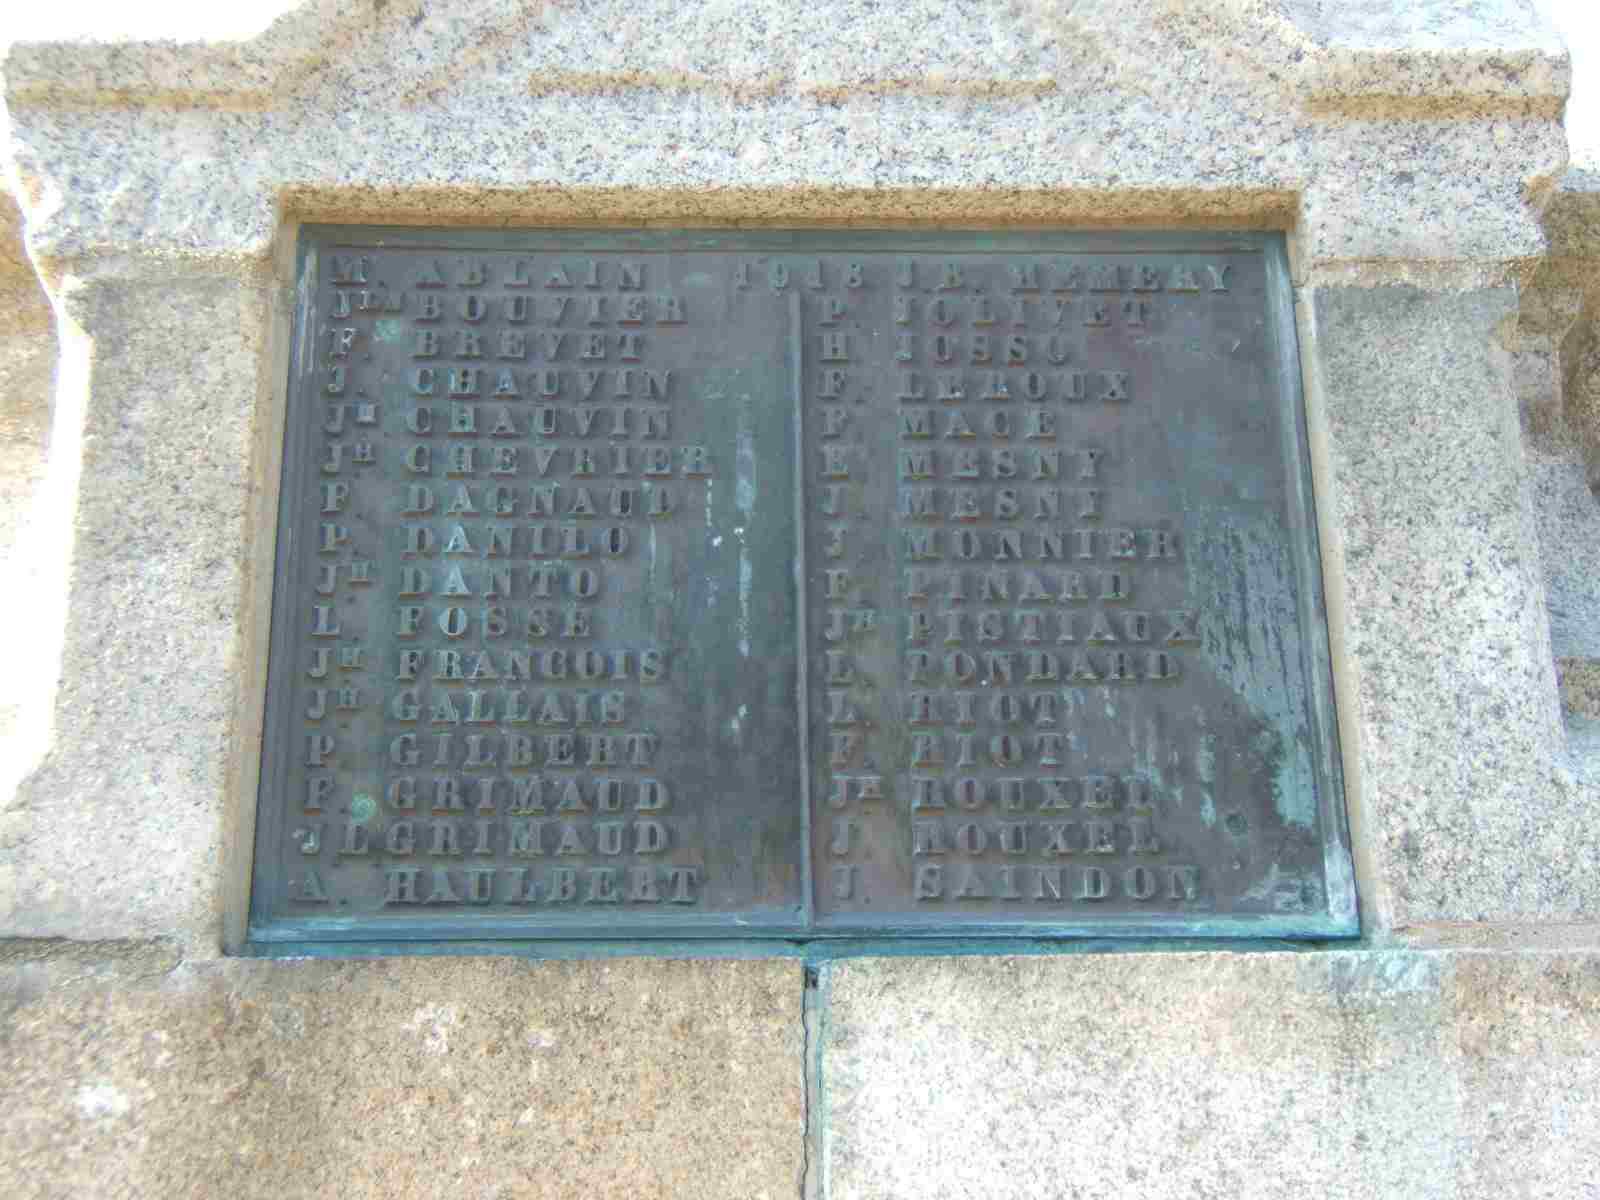 M. ABLAIN
JLM BOUVIER
F. BREVET
J. CHAUVIN
JH CHAUVIN
JH CHEVRIER
F. DAGNAUD
P. DANILO
JH DANTO
L. FOSSE
JH FRANCOIS
JH GALLAIS
P. GILBERT
F. GRIMAUD
JL GRIMAUD
A. HAULBERT
1918 J.B. HEMERY
P. JOLIVET
H JOSSO
F. LEROUX
F. MACE
E. MESNY
J. MESNY
J. MONNIER
F. PINARD
JH PISTIAUX
L. PONDARD
L. RIOT
F. RIOT
JH ROUXEL
J. ROUXEL
J. SAINDON